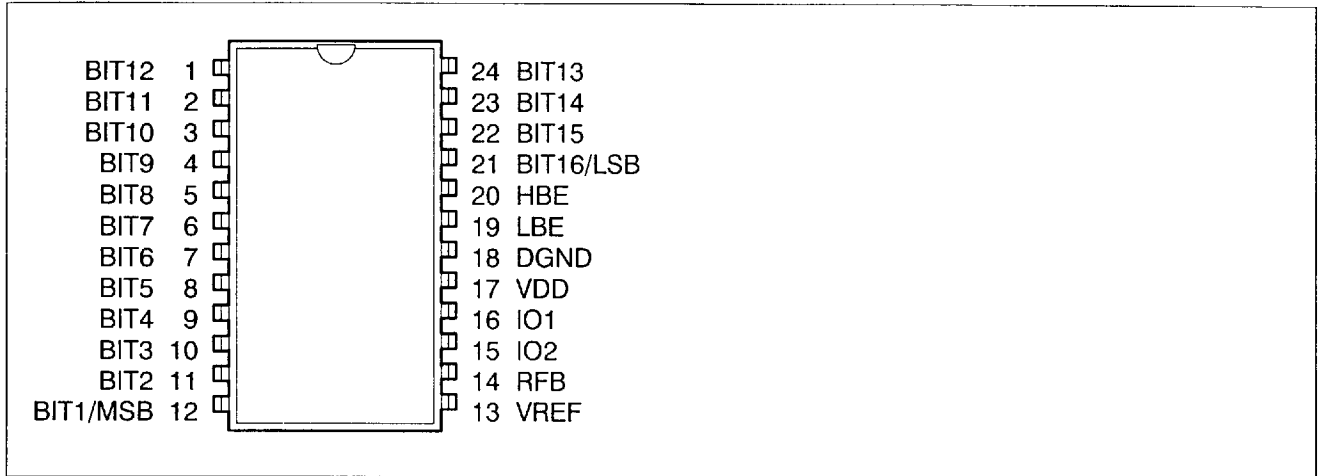 BIT12 1 24 BIT13
BIT11 2 23 BIT14
BIT10 3 22 BIT15
BIT9 4 21 BIT16/LSB
BIT8 5 20 HBE
BIT7 6 19 LBE
BIT6 7 18 DGND
BIT5 8 17 VDD
BIT4 9 16 IO1
BIT3 10 15 IO2
BIT2 11 14 RFB
BIT1/MSB 12 13 VREF